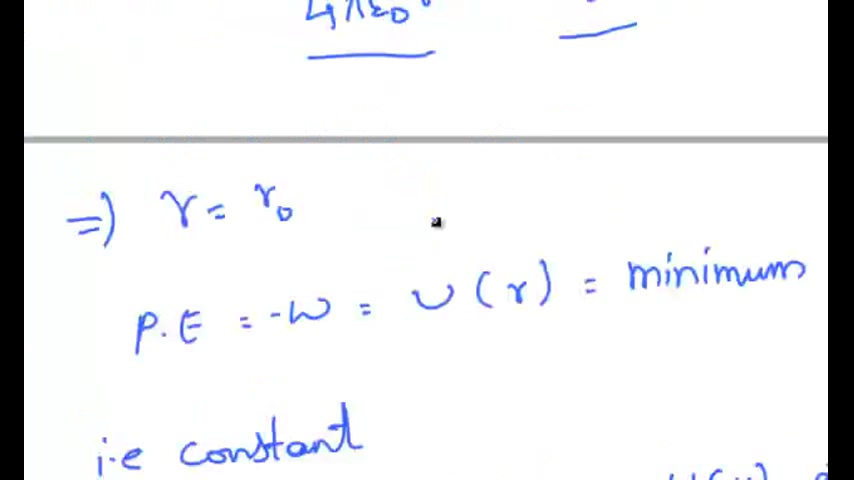 4πε₀
=) r = r₀
P.E = -W = U(r) = minimum
i.e constant